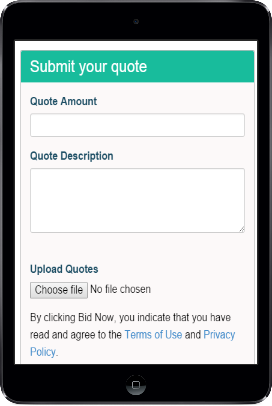 Submit your quote
Quote Amount
Quote Description
Upload Quotes
Choose file No file chosen
By clicking Bid Now, you indicate that you have
read and agree to the Terms of Use and Privacy
Policy.